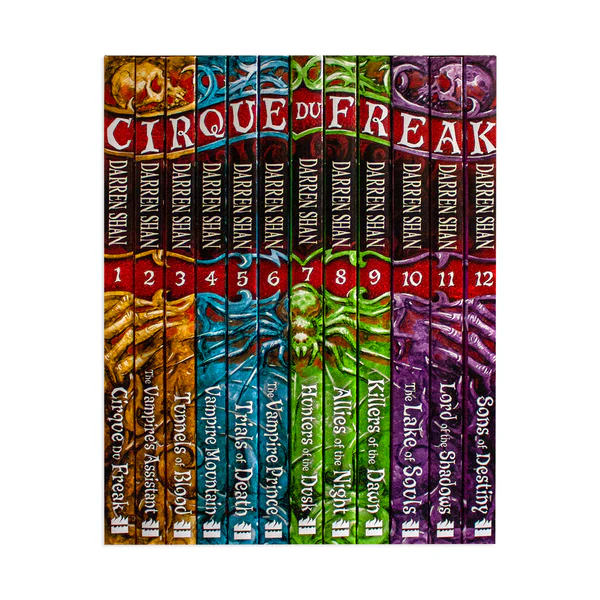 CIRQUE DU FREAK
DARREN SHAN
DARREN SHAN
DARREN SHAN
DARREN SHAN
DARREN SHAN
DARREN SHAN
DARREN SHAN
DARREN SHAN
DARREN SHAN
DARREN SHAN
DARREN SHAN
DARREN SHAN
1 2 3 4 5 6 7 8 9 10 11 12
Cirque Du Freak
The Vampire's Assistant
Tunnels of Blood
Vampire Mountain
Trials of Death
The Vampire Prince
Hunters of the Dusk
Allies of the Night
Killers of the Dawn
The Lake of Souls
Lord of the Shadows
Sons of Destiny